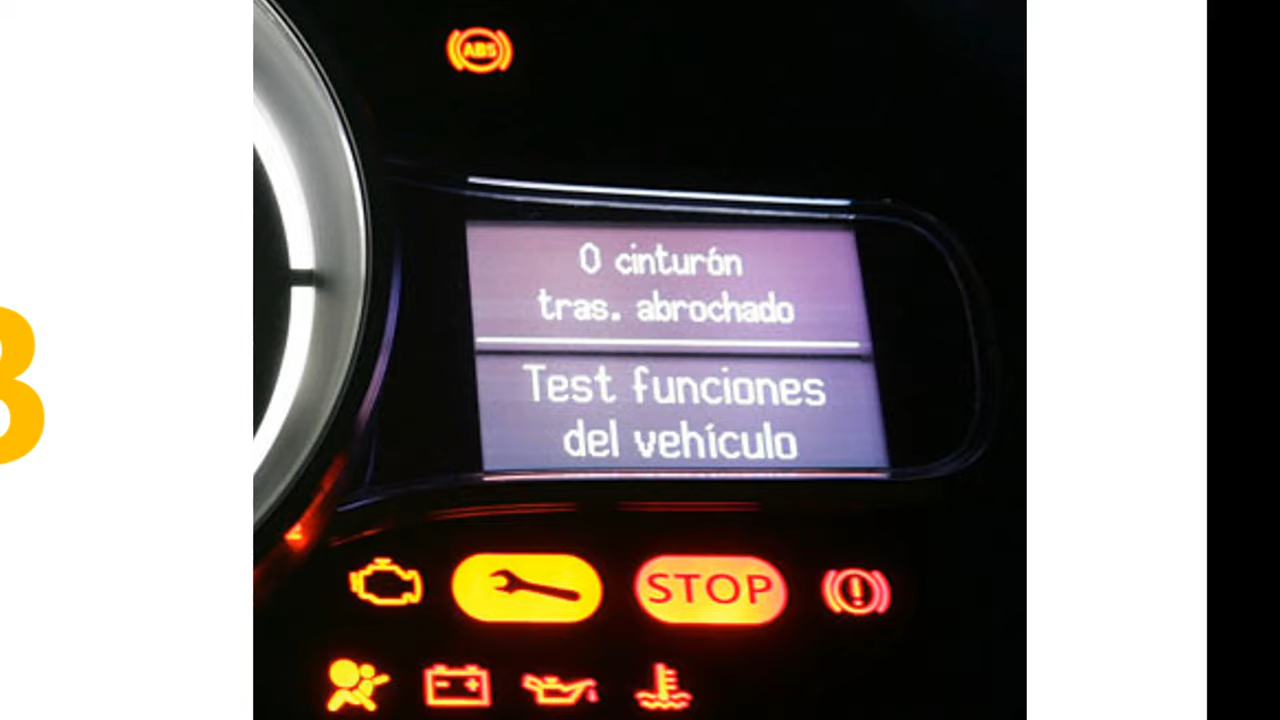 ABS
0 cinturón
tras. abrochado
Test funciones
del vehículo
STOP